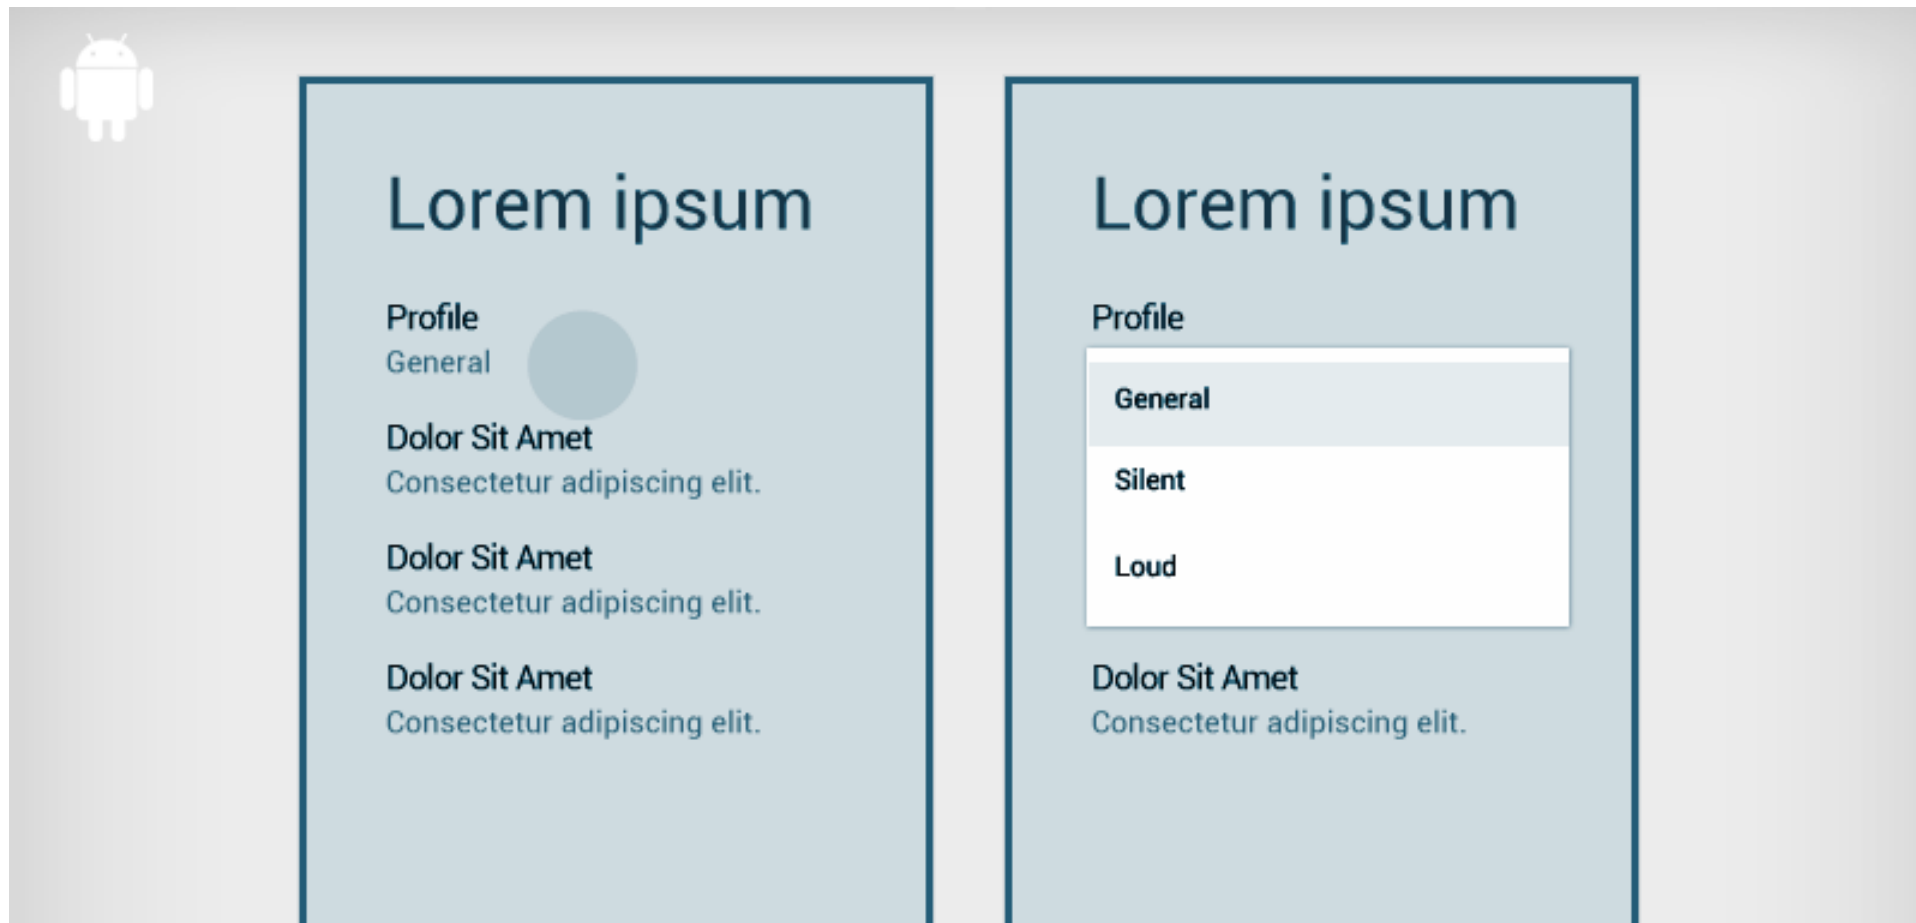 Lorem ipsum
Profile
General
Dolor Sit Amet
Consectetur adipiscing elit.
Dolor Sit Amet
Consectetur adipiscing elit.
Dolor Sit Amet
Consectetur adipiscing elit.
Lorem ipsum
Profile
General
Silent
Loud
Dolor Sit Amet
Consectetur adipiscing elit.